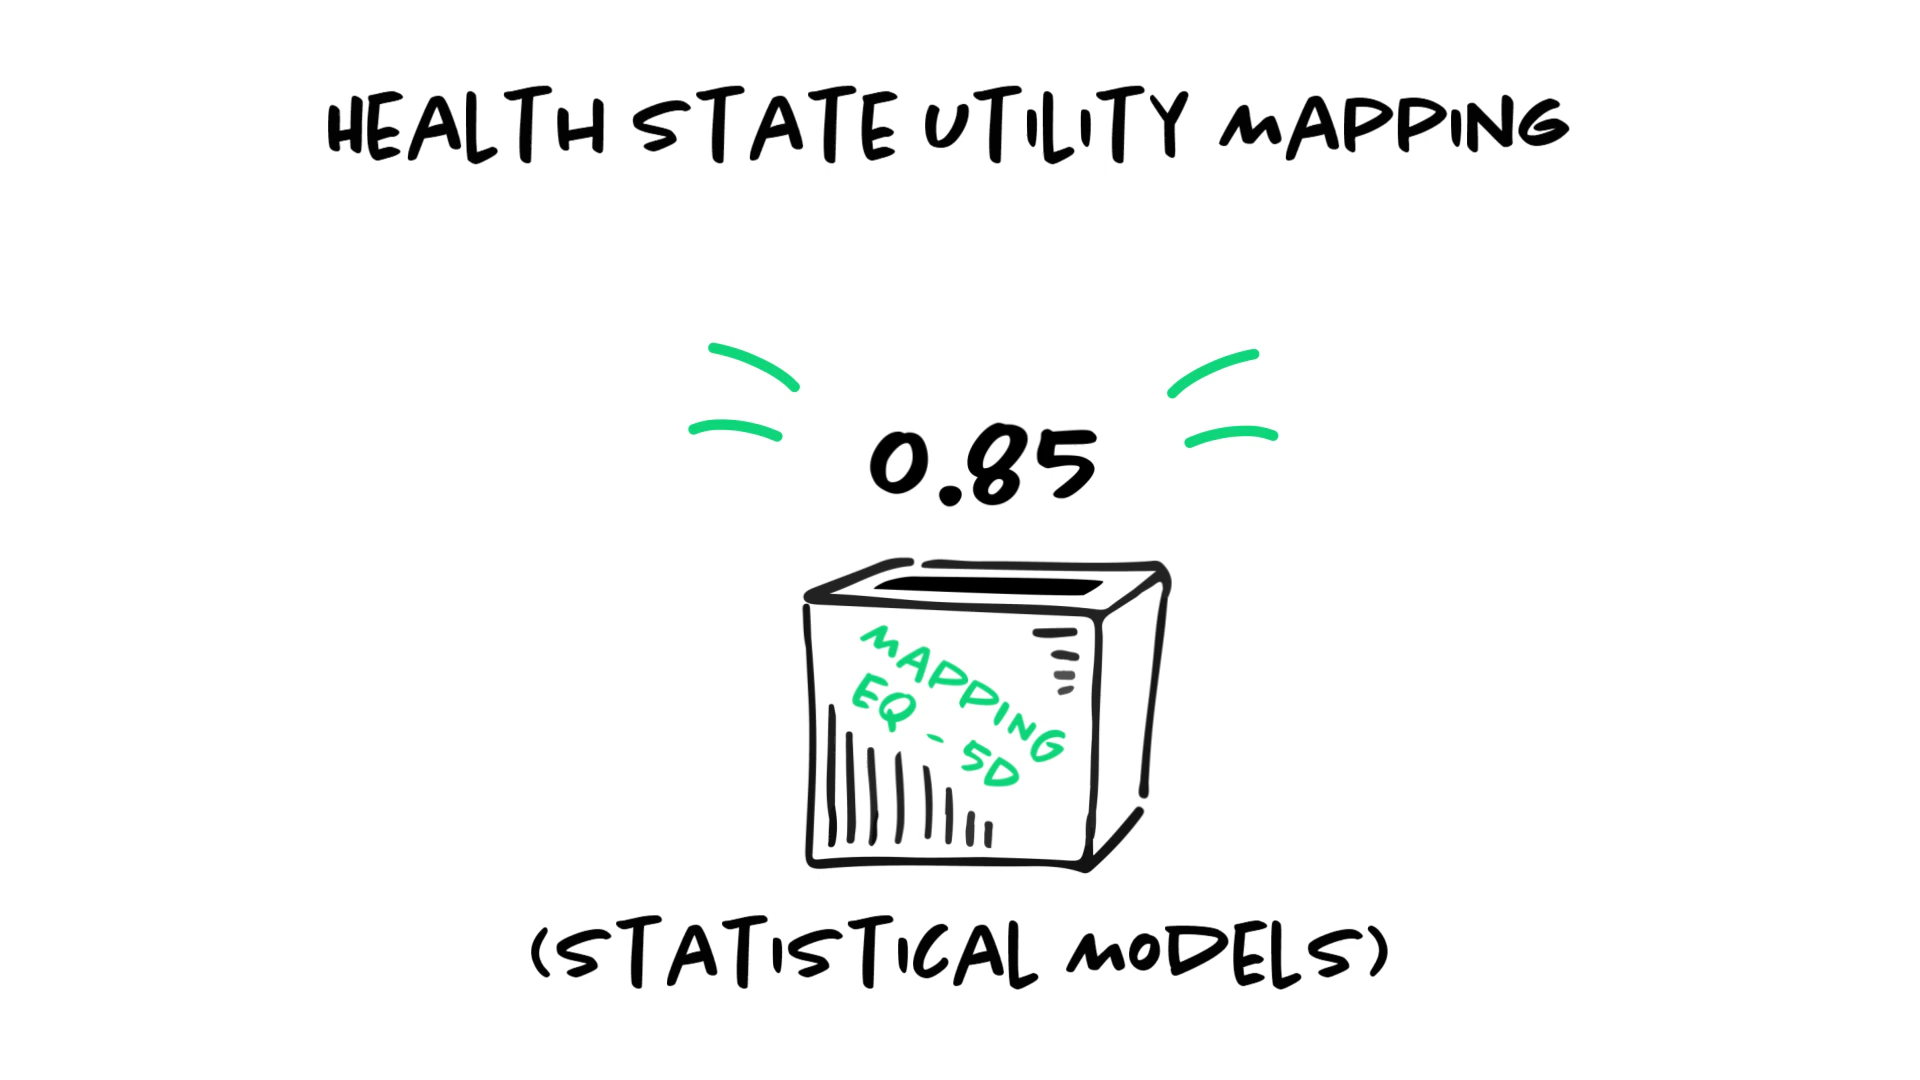 HEALTH STATE UTILITY MAPPING
0.85
MAPPING
EQ - 5D
(STATISTICAL MODELS)